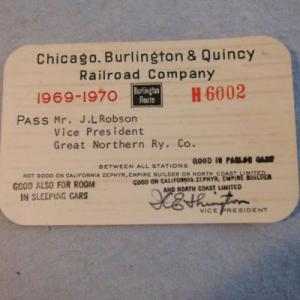 Chicago, Burlington & Quincy
Railroad Company
1969-1970 Burlington Route H 6002
PASS Mr. J.L Robson
Vice President
Great Northern Ry. Co.
BETWEEN ALL STATIONS GOOD IN PARLOR CARS
NOT GOOD ON CALIFORNIA ZEPHYR, EMPIRE BUILDER OR NORTH COAST LIMITED
GOOD ALSO FOR ROOM IN SLEEPING CARS
GOOD ON CALIFORNIA ZEPHYR, EMPIRE BUILDER
AND NORTH COAST LIMITED
VICE PRESIDENT